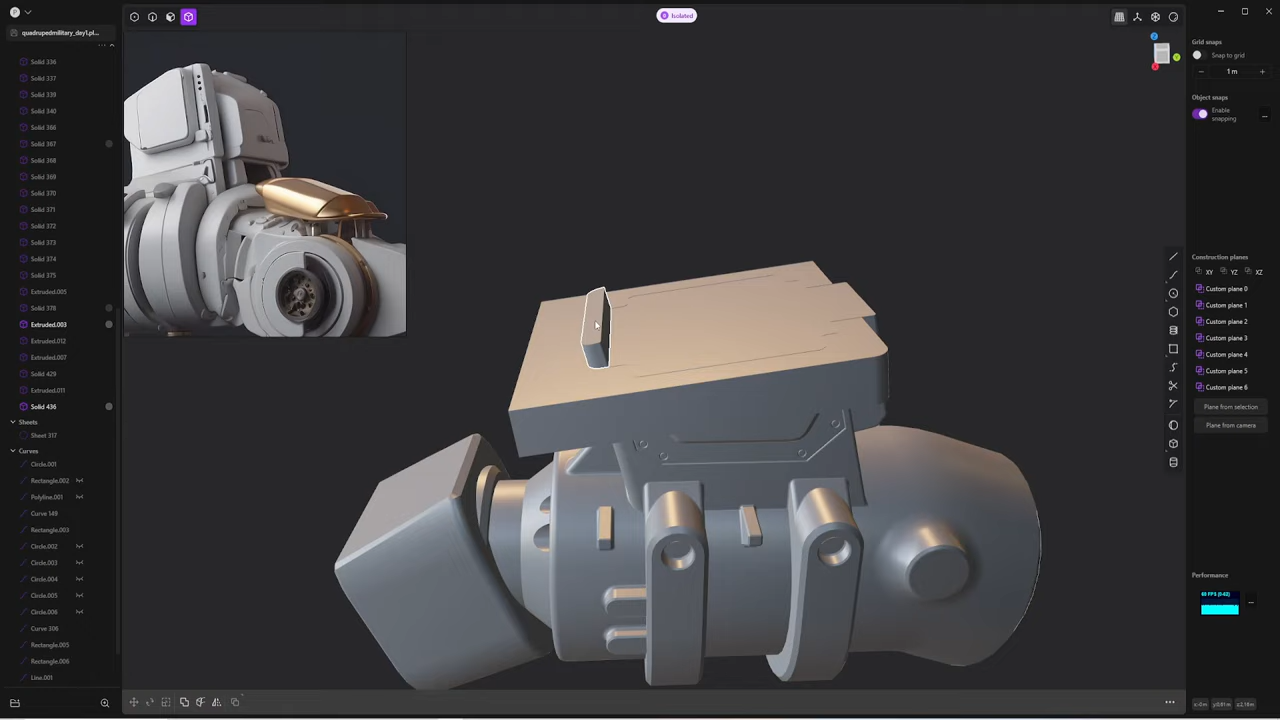 quadrupedmilitary_day1.pl...
Isolated
Solid 336
Solid 337
Solid 339
Solid 340
Solid 366
Solid 367
Solid 368
Solid 369
Solid 370
Solid 371
Solid 372
Solid 373
Solid 374
Solid 375
Extruded.005
Solid 378
Extruded.003
Extruded.012
Extruded.007
Solid 429
Extruded.011
Solid 436
Sheets
Sheet 317
Curves
Circle.001
Rectangle.002
Polyline.001
Curve 149
Rectangle.003
Circle.002
Circle.003
Circle.004
Circle.005
Circle.006
Curve 306
Rectangle.005
Rectangle.006
Line.001
Grid snaps
Snap to grid
1 m
Object snaps
Enable
snapping
Construction planes
XY
YZ
XZ
Custom plane 0
Custom plane 1
Custom plane 2
Custom plane 3
Custom plane 4
Custom plane 5
Custom plane 6
Plane from selection
Plane from camera
Performance